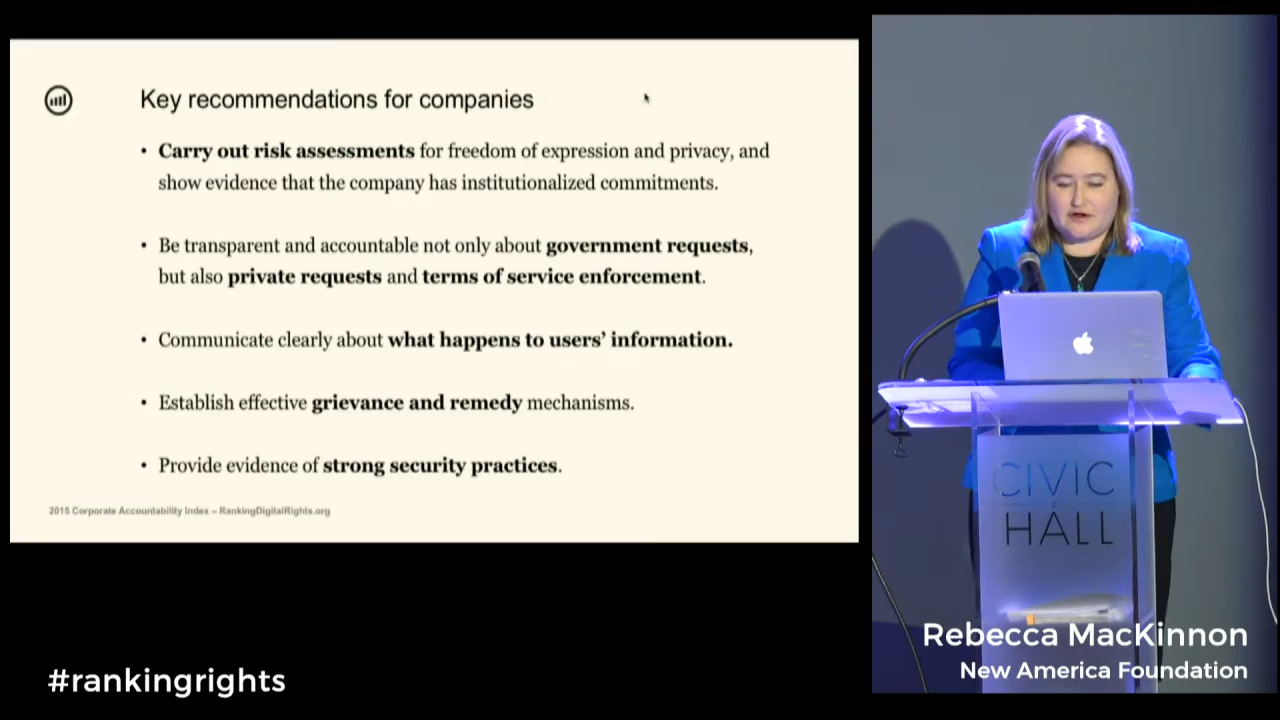 Key recommendations for companies
• Carry out risk assessments for freedom of expression and privacy, and
show evidence that the company has institutionalized commitments.
• Be transparent and accountable not only about government requests,
but also private requests and terms of service enforcement.
• Communicate clearly about what happens to users’ information.
• Establish effective grievance and remedy mechanisms.
• Provide evidence of strong security practices.
2015 Corporate Accountability Index – RankingDigitalRights.org
CIVIC
HALL
Rebecca MacKinnon
New America Foundation
#rankingrights